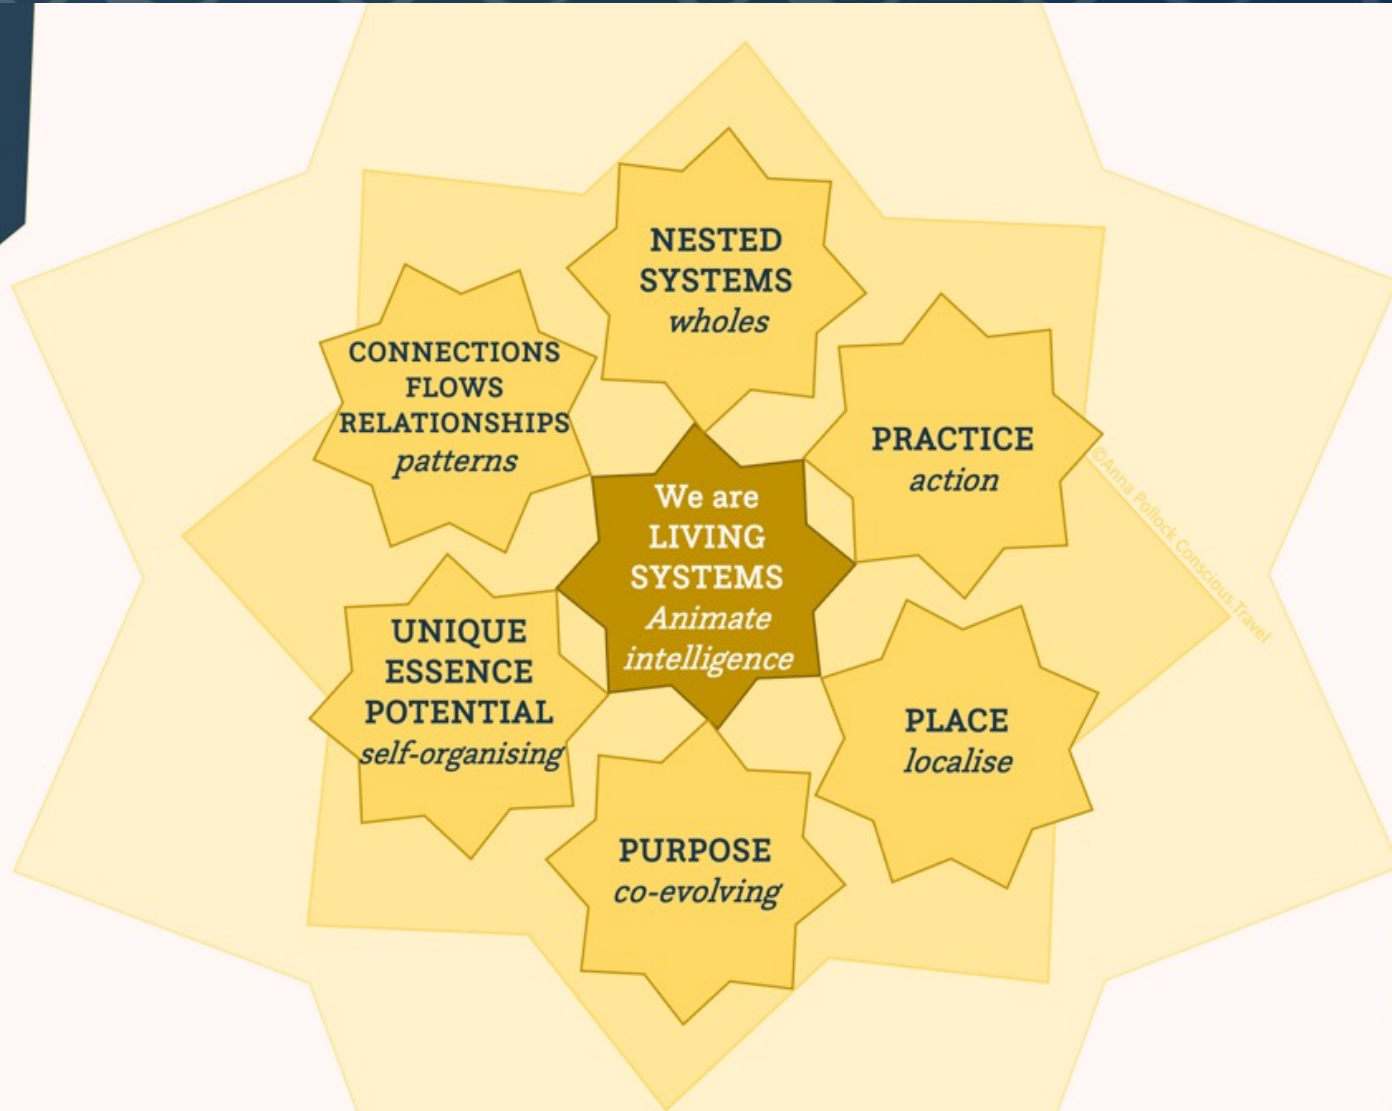 NESTED
SYSTEMS
wholes
CONNECTIONS
FLOWS
RELATIONSHIPS
patterns
PRACTICE
action
We are
LIVING
SYSTEMS
Animate
intelligence
UNIQUE
ESSENCE
POTENTIAL
self-organising
PLACE
localise
PURPOSE
co-evolving
©Anna Pollock Conscious.Travel